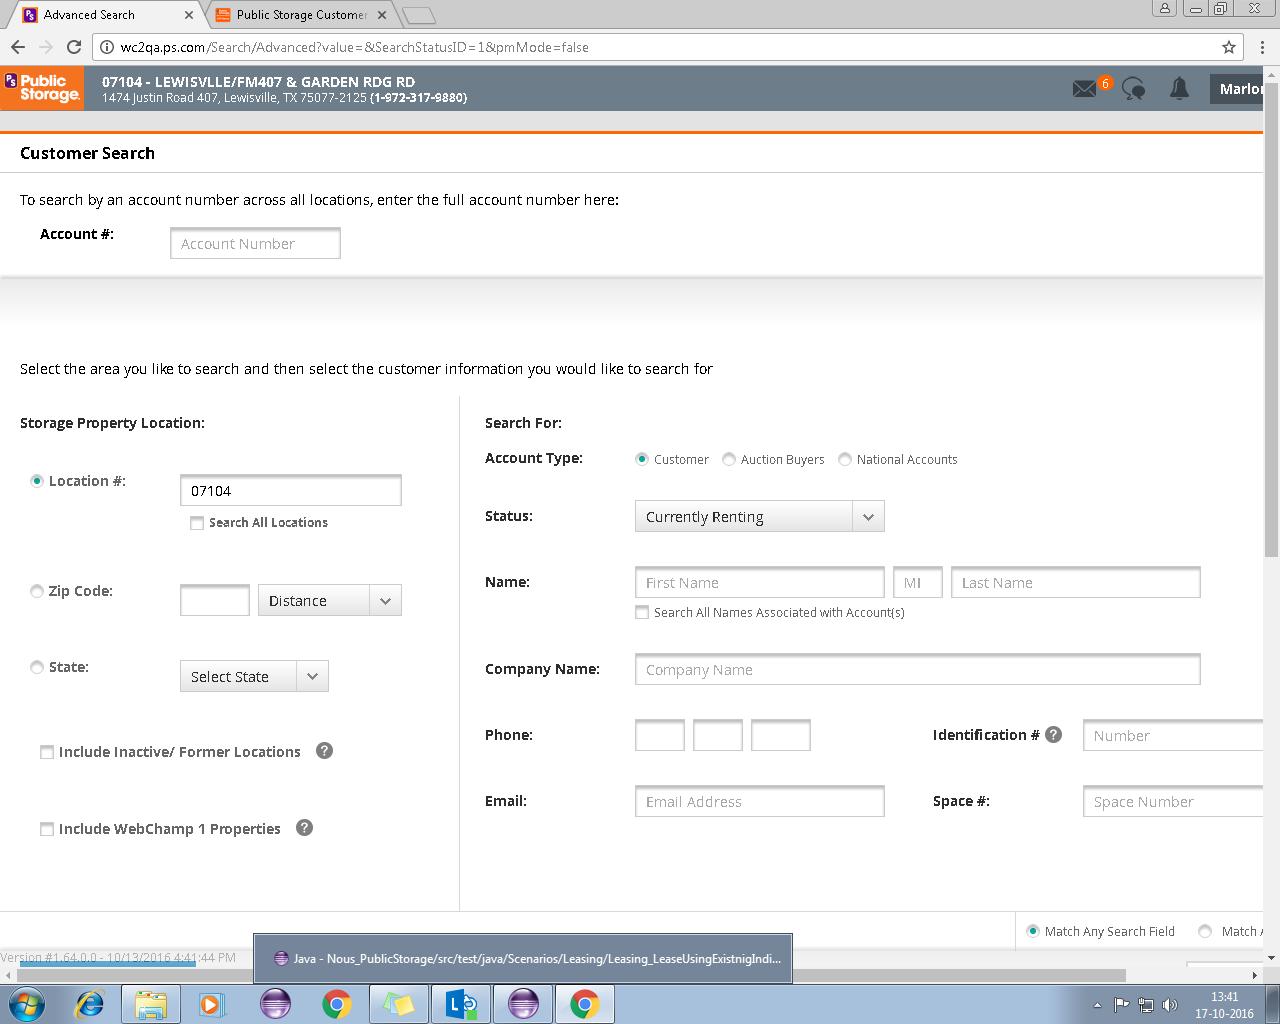 Advanced Search
Public Storage Customer
wc2qa.ps.com/Search/Advanced?value=&SearchStatusID=1&pmMode=false
PS Public Storage.
07104 - LEWISVLLE/FM407 & GARDEN RDG RD
1474 Justin Road 407, Lewisville, TX 75077-2125 (1-972-317-9880)
6
Marlo
Customer Search
To search by an account number across all locations, enter the full account number here:
Account #:
Account Number
Select the area you like to search and then select the customer information you would like to search for
Storage Property Location:
Location #:
07104
Search All Locations
Zip Code:
Distance
State:
Select State
Include Inactive/ Former Locations
?
Include WebChamp 1 Properties
?
Search For:
Account Type:
Customer
Auction Buyers
National Accounts
Status:
Currently Renting
Name:
First Name
MI
Last Name
Search All Names Associated with Account(s)
Company Name:
Company Name
Phone:
Identification #
?
Number
Email:
Email Address
Space #:
Space Number
Match Any Search Field
Match
Version #1.64.0.0 - 10/13/2016 4:41:44 PM
Java - Nous_PublicStorage/src/test/java/Scenarios/Leasing/Leasing_LeaseUsingExistnigIndi...
13:41
17-10-2016